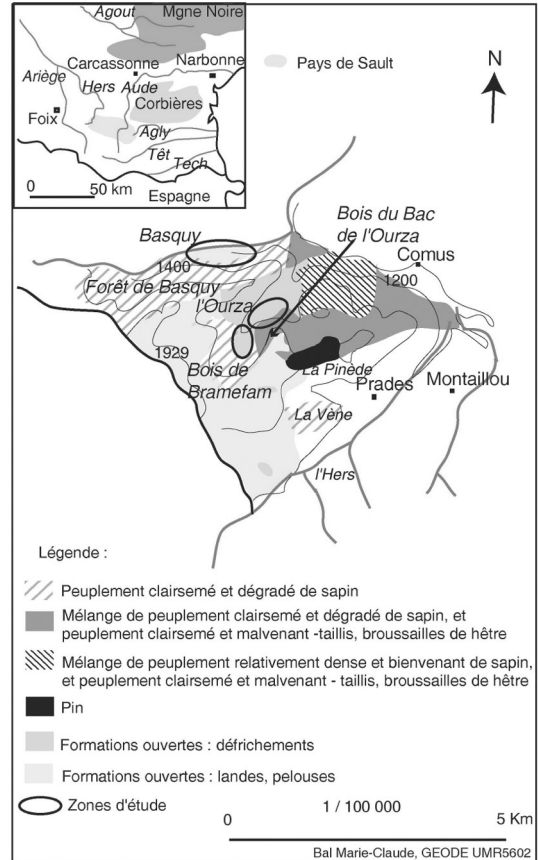 Agout
Mgne Noire
Carcassonne
Narbonne
Ariège
Hers
Aude
Corbières
Foix
Agly
Têt
Tech
0
50 km
Espagne
Pays de Sault
N
Bois du Bac
de l'Ourza
Basquy
Comus
1400
1200
Forêt de Basquy
l'Ourza
1929
Bois de
Bramefam
La Pinède
Prades
Montaillou
La Vène
l'Hers
Légende :
Peuplement clairsemé et dégradé de sapin
Mélange de peuplement clairsemé et dégradé de sapin, et
peuplement clairsemé et malvenant -taillis, broussailles de hêtre
Mélange de peuplement relativement dense et bienvenant de sapin,
et peuplement clairsemé et malvenant - taillis, broussailles de hêtre
Pin
Formations ouvertes : défrichements
Formations ouvertes : landes, pelouses
Zones d'étude
1 / 100 000
0
5 Km
Bal Marie-Claude, GEODE UMR5602